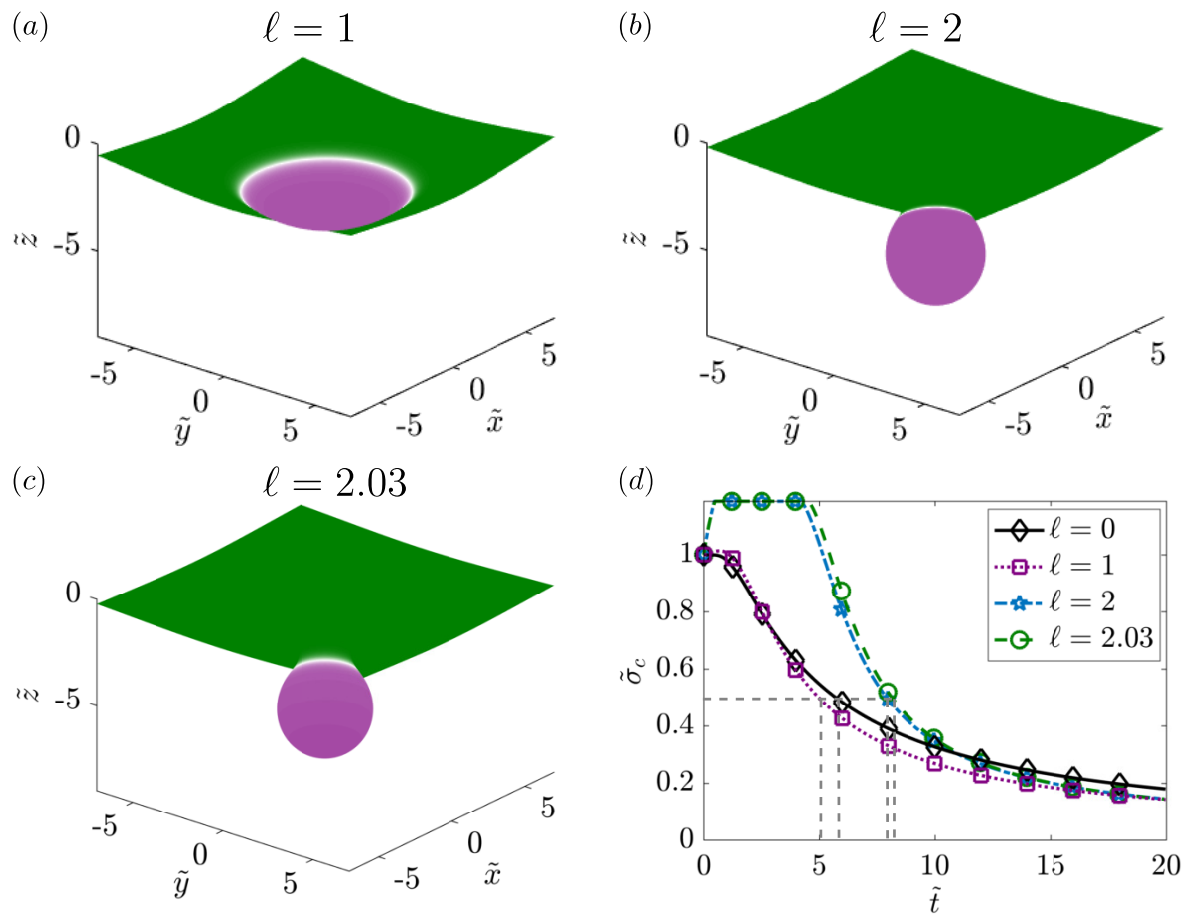 (a)
ℓ = 1
0
-5
z̃
-5
0
5
ỹ
-5
0
5
x̃
(b)
ℓ = 2
0
-5
z̃
-5
0
5
ỹ
-5
0
5
x̃
(c)
ℓ = 2.03
0
-5
z̃
-5
0
5
ỹ
-5
0
5
x̃
(d)
1
0.8
0.6
0.4
0.2
0
σ̃c
0 5 10 15 20
t̃
ℓ = 0
ℓ = 1
ℓ = 2
ℓ = 2.03